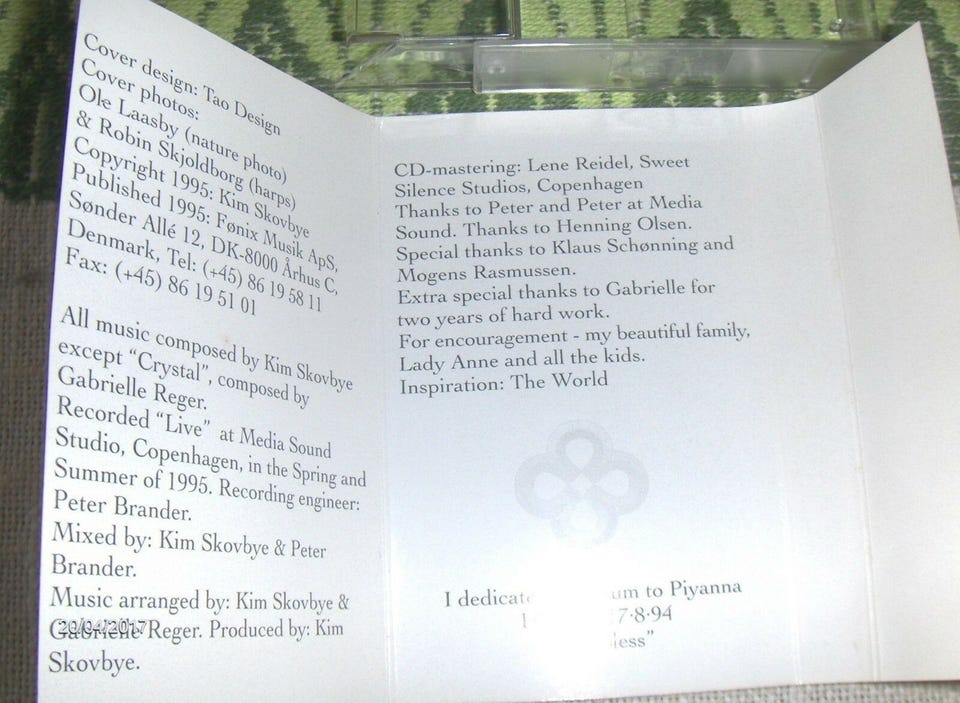 Cover design: Tao Design
Cover photos:
Ole Laasby (nature photo)
& Robin Skjoldborg (harps)
Copyright 1995: Kim Skovbye
Published 1995: Fønix Musik ApS,
Sønder Allé 12, DK-8000 Århus C,
Denmark, Tel: (+45) 86 19 58 11
Fax: (+45) 86 19 51 01
All music composed by Kim Skovbye
except “Crystal”, composed by
Gabrielle Reger.
Recorded “Live” at Media Sound
Studio, Copenhagen, in the Spring and
Summer of 1995. Recording engineer:
Peter Brander.
Mixed by: Kim Skovbye & Peter
Brander.
Music arranged by: Kim Skovbye &
Gabrielle Reger. Produced by: Kim
Skovbye.
20/04/2017
CD-mastering: Lene Reidel, Sweet
Silence Studios, Copenhagen
Thanks to Peter and Peter at Media
Sound. Thanks to Henning Olsen.
Special thanks to Klaus Schønning and
Mogens Rasmussen.
Extra special thanks to Gabrielle for
two years of hard work.
For encouragement - my beautiful family,
Lady Anne and all the kids.
Inspiration: The World
I to Piyanna